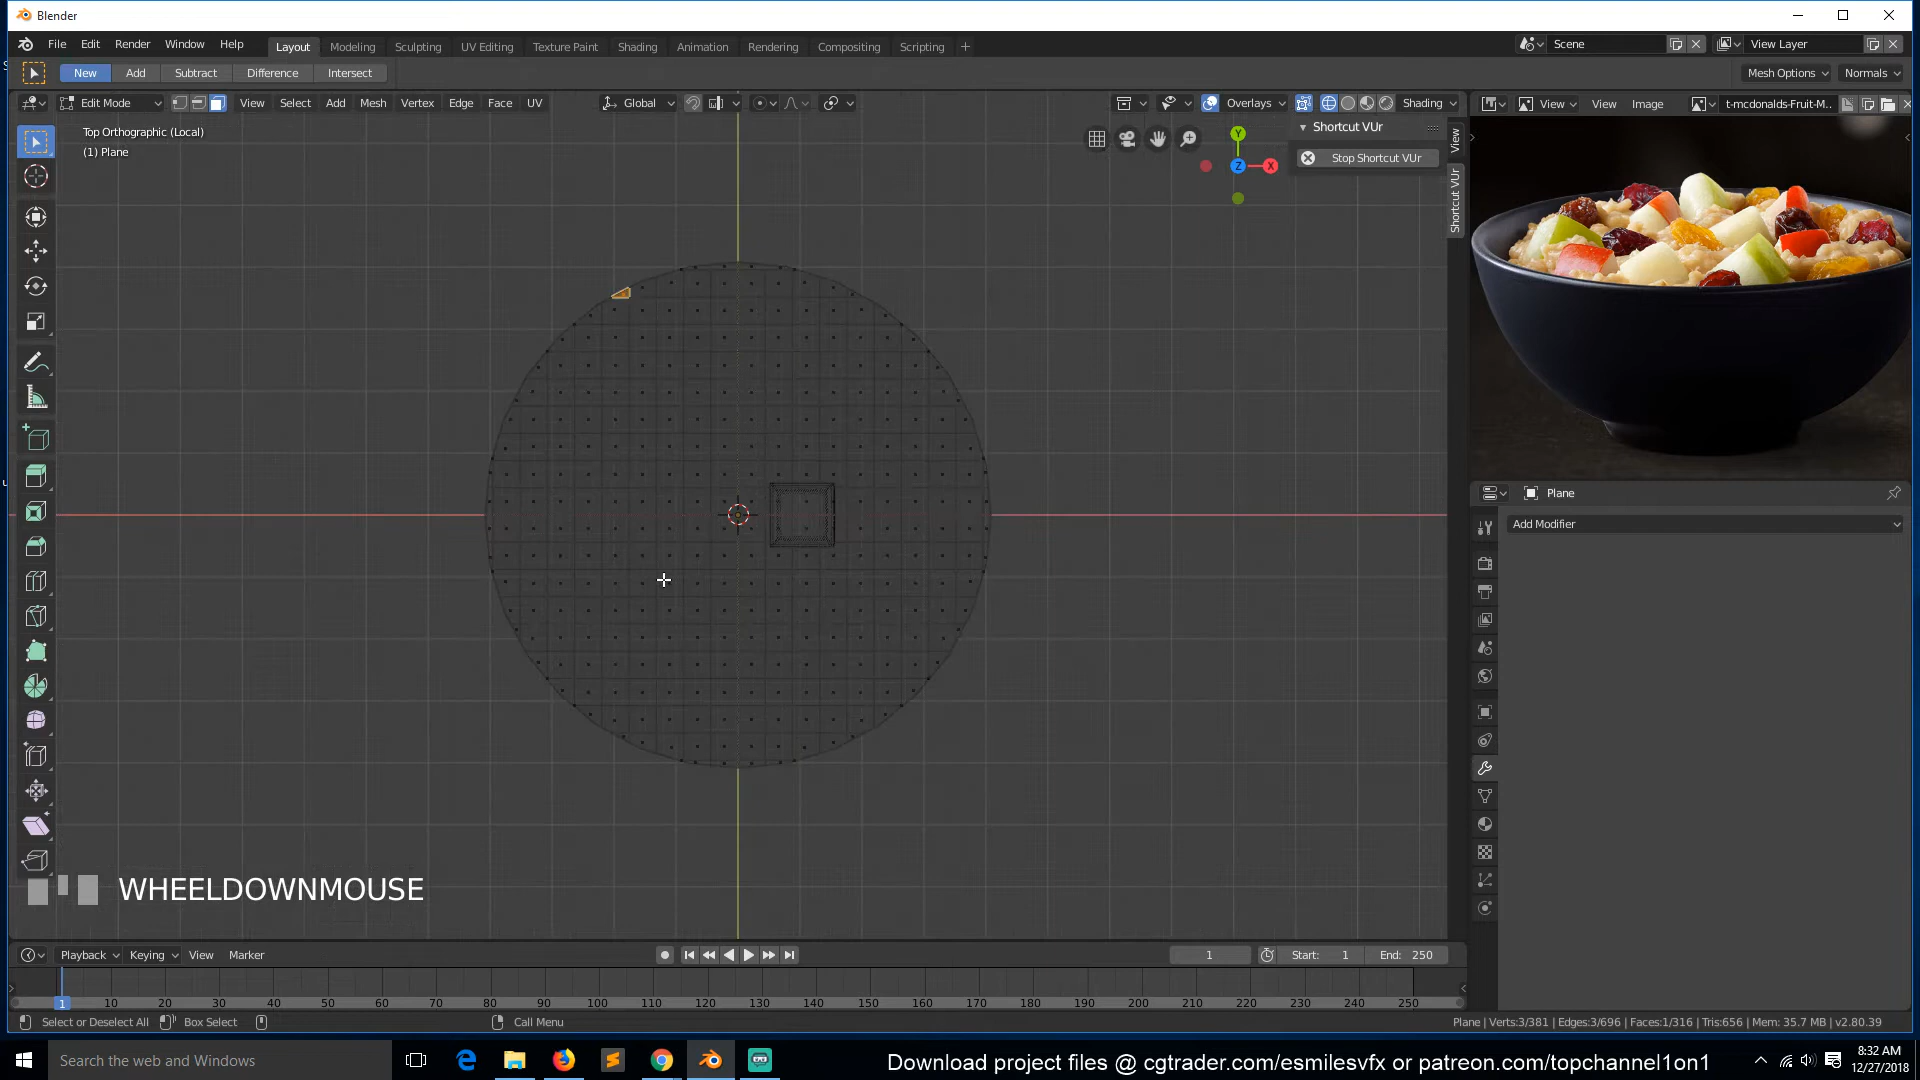 Blender
File Edit Render Window Help
Layout Modeling Sculpting UV Editing Texture Paint Shading Animation Rendering Compositing Scripting +
Scene
View Layer
New Add Subtract Difference Intersect
Mesh Options Normals
Edit Mode View Select Add Mesh Vertex Edge Face UV
Global
Overlays
Shading
View View Image t-mcdonalds-Fruit-M..
Top Orthographic (Local)
(1) Plane
Y
Z
X
Shortcut VUr
Stop Shortcut VUr
View
Shortcut VUr
Plane
Add Modifier
WHEELDOWNMOUSE
Playback Keying View Marker
1
Start: 1
End: 250
1 10 20 30 40 50 60 70 80 90 100 110 120 130 140 150 160 170 180 190 200 210 220 230 240 250
Select or Deselect All Box Select Call Menu
Plane | Verts:3/381 | Edges:3/696 | Faces:1/316 | Tris:656 | Mem: 35.7 MB | v2.80.39
Search the web and Windows
Download project files @ cgtrader.com/esmilesvfx or patreon.com/topchannel1on1
8:32 AM
12/27/2018